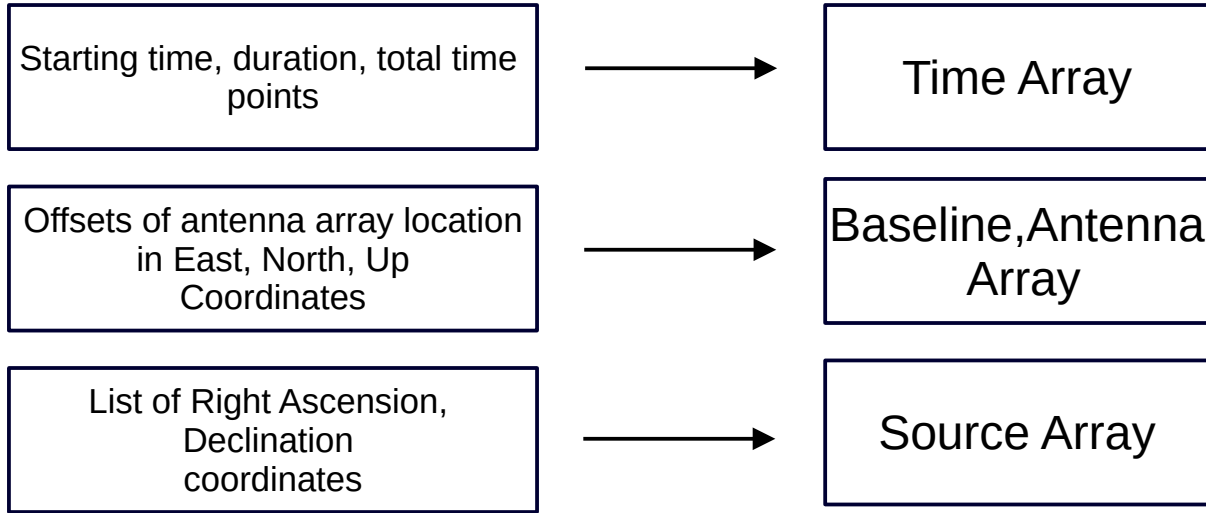 Starting time, duration, total time
points
Time Array
Offsets of antenna array location
in East, North, Up
Coordinates
Baseline,Antenna
Array
List of Right Ascension,
Declination
coordinates
Source Array